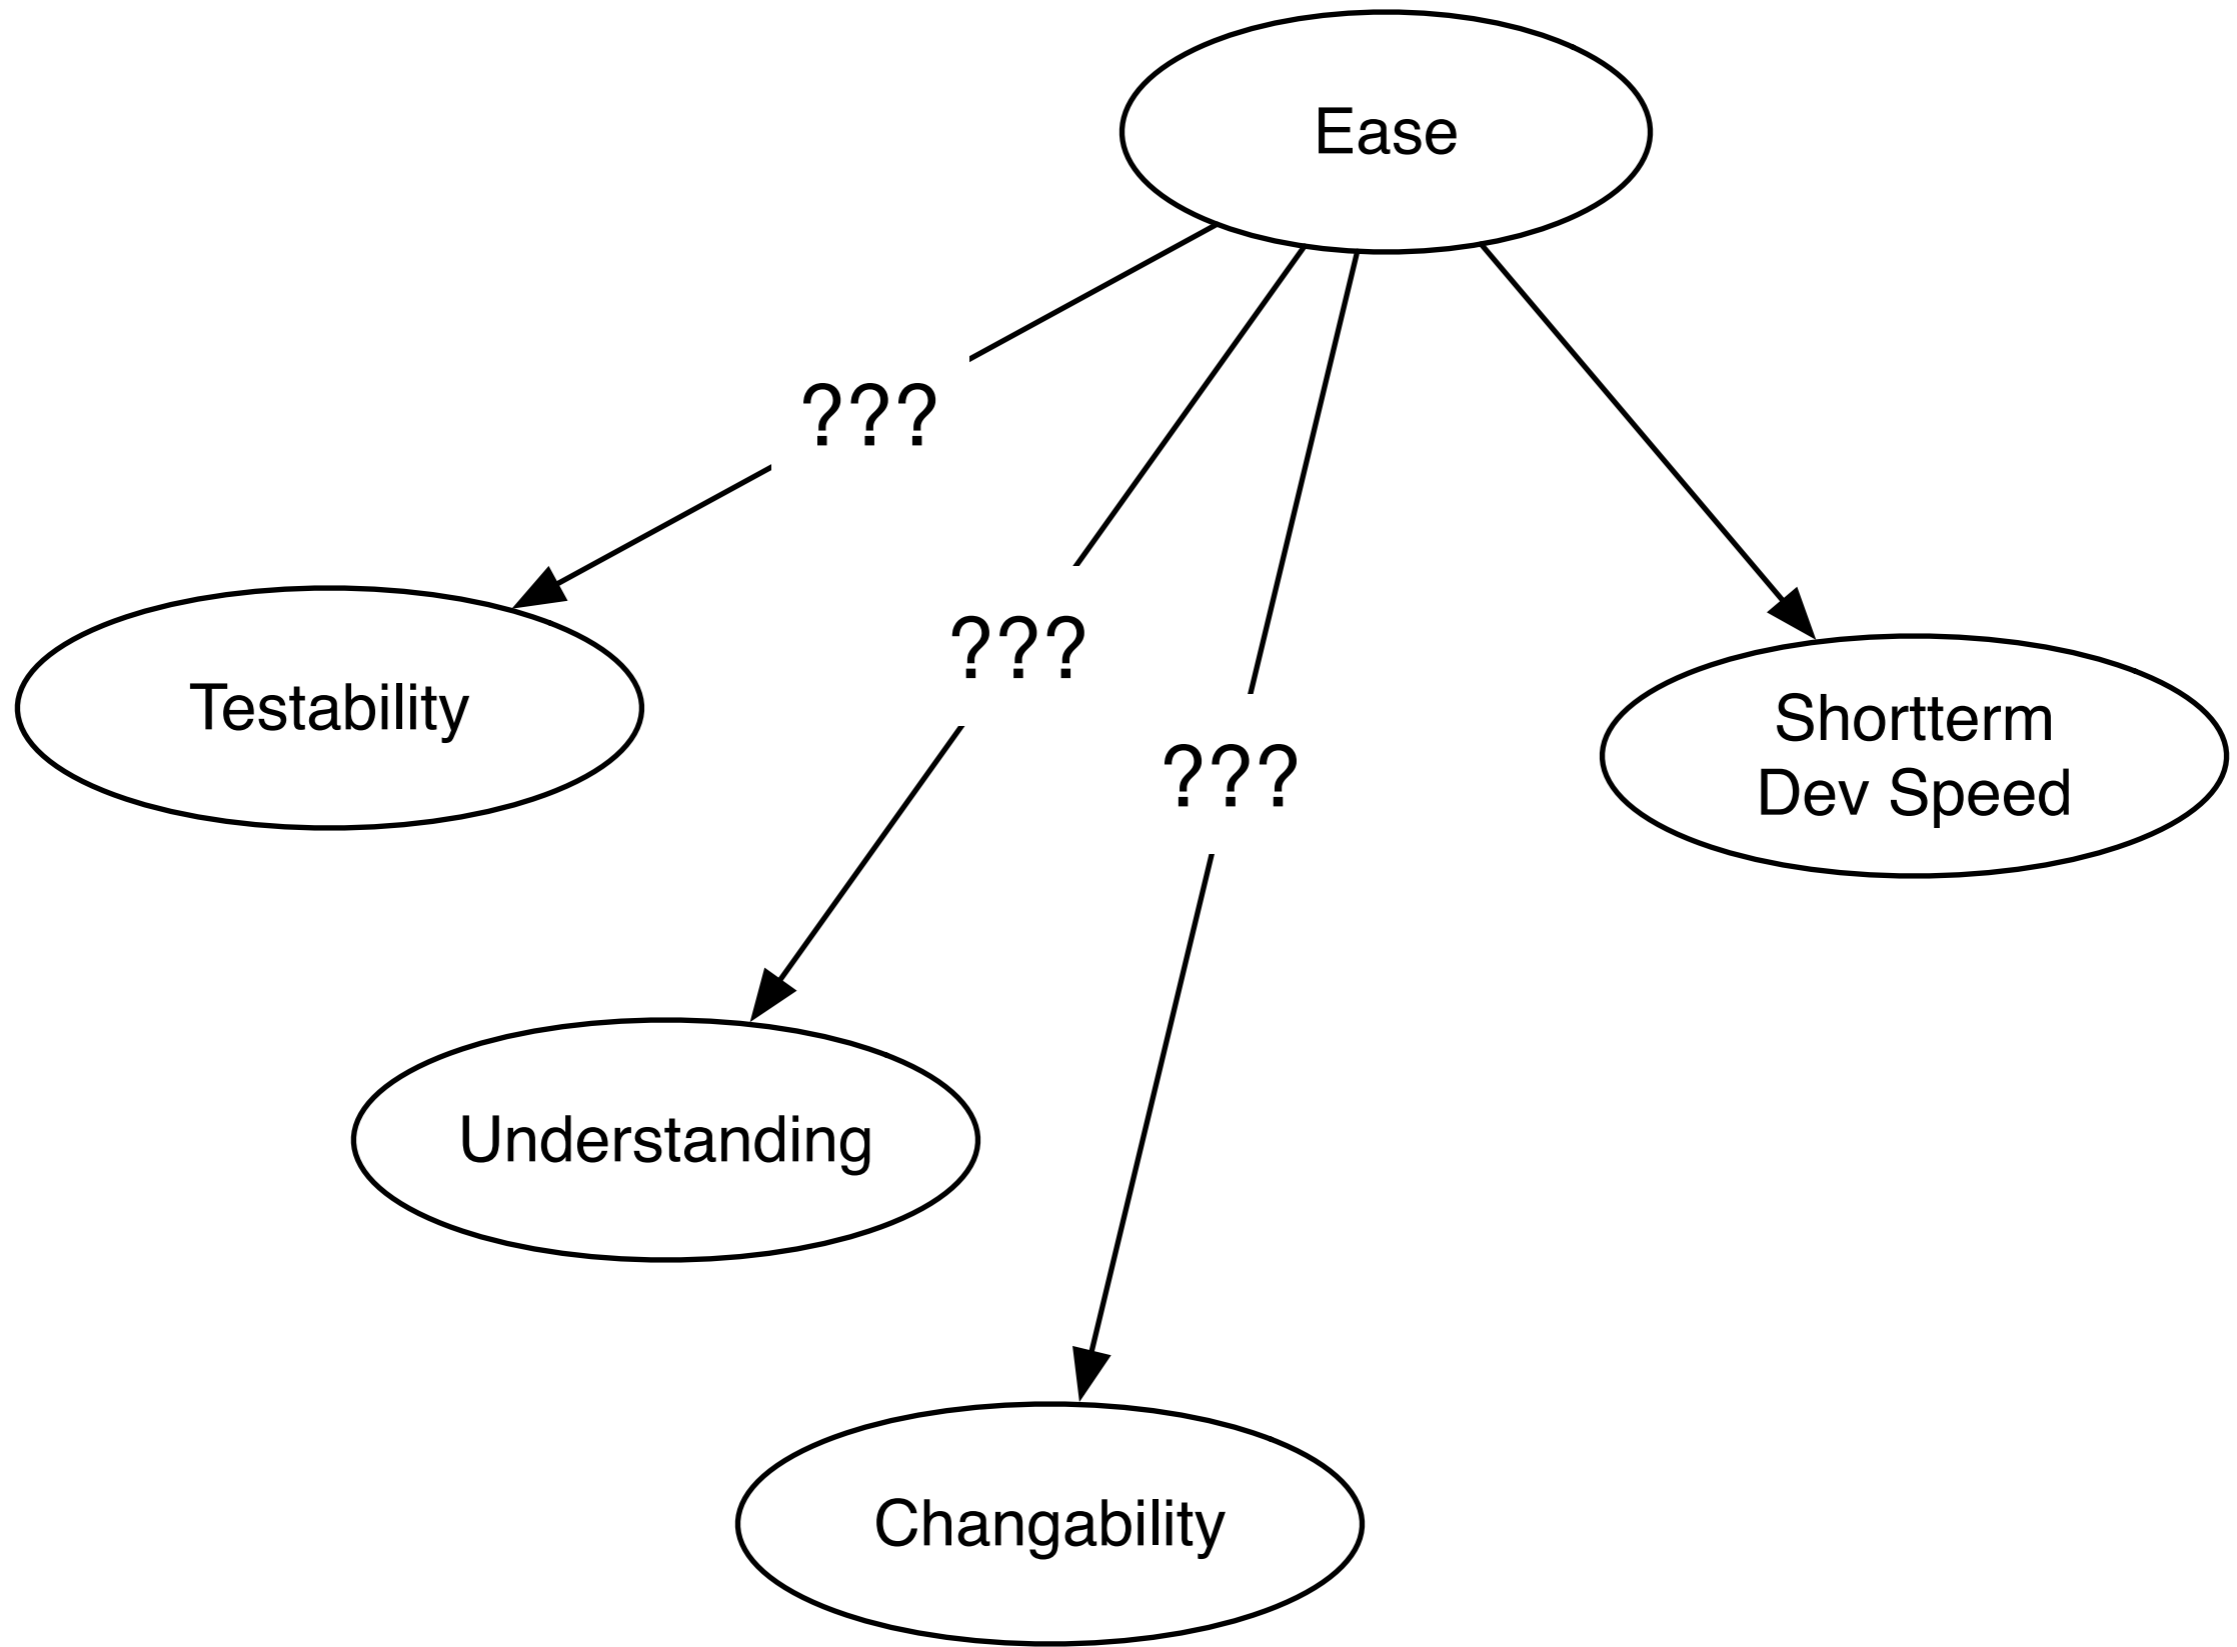 Ease
???
Testability
???
???
Shortterm
Dev Speed
Understanding
Changability